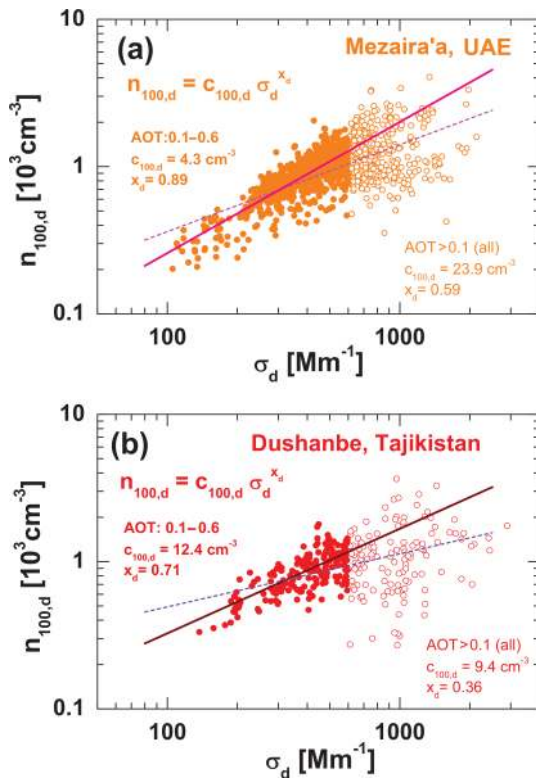 (a)
Mezaira'a, UAE
n100,d = c100,d σd^xd
AOT:0.1–0.6
c100,d = 4.3 cm-3
xd = 0.89
AOT>0.1 (all)
c100,d = 23.9 cm-3
xd = 0.59
n100,d [10^3cm-3]
10
1
0.1
100
1000
σd [Mm-1]
(b)
Dushanbe, Tajikistan
n100,d = c100,d σd^xd
AOT: 0.1–0.6
c100,d = 12.4 cm-3
xd = 0.71
AOT>0.1 (all)
c100,d = 9.4 cm-3
xd = 0.36
n100,d [10^3cm-3]
10
1
0.1
100
1000
σd [Mm-1]